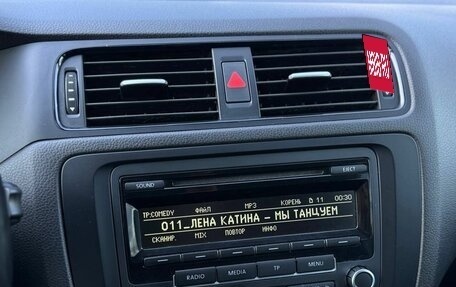 SOUND
EJECT
ФАЙЛ MP3 КОРЕНЬ 11 00:30
TP:COMEDY
011_ЛЕНА КАТИНА - МЫ ТАНЦУЕМ
СКАНИР. MIX ПОВТОР ИНФО
RADIO MEDIA TP MENU